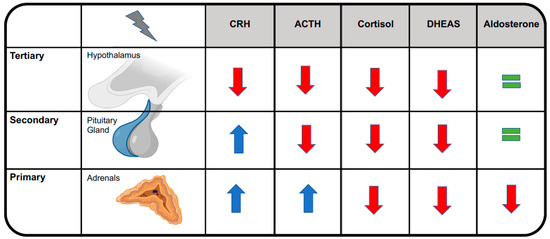 CRH ACTH Cortisol DHEAS Aldosterone
Tertiary Hypothalamus
Secondary Pituitary
Gland
Primary Adrenals